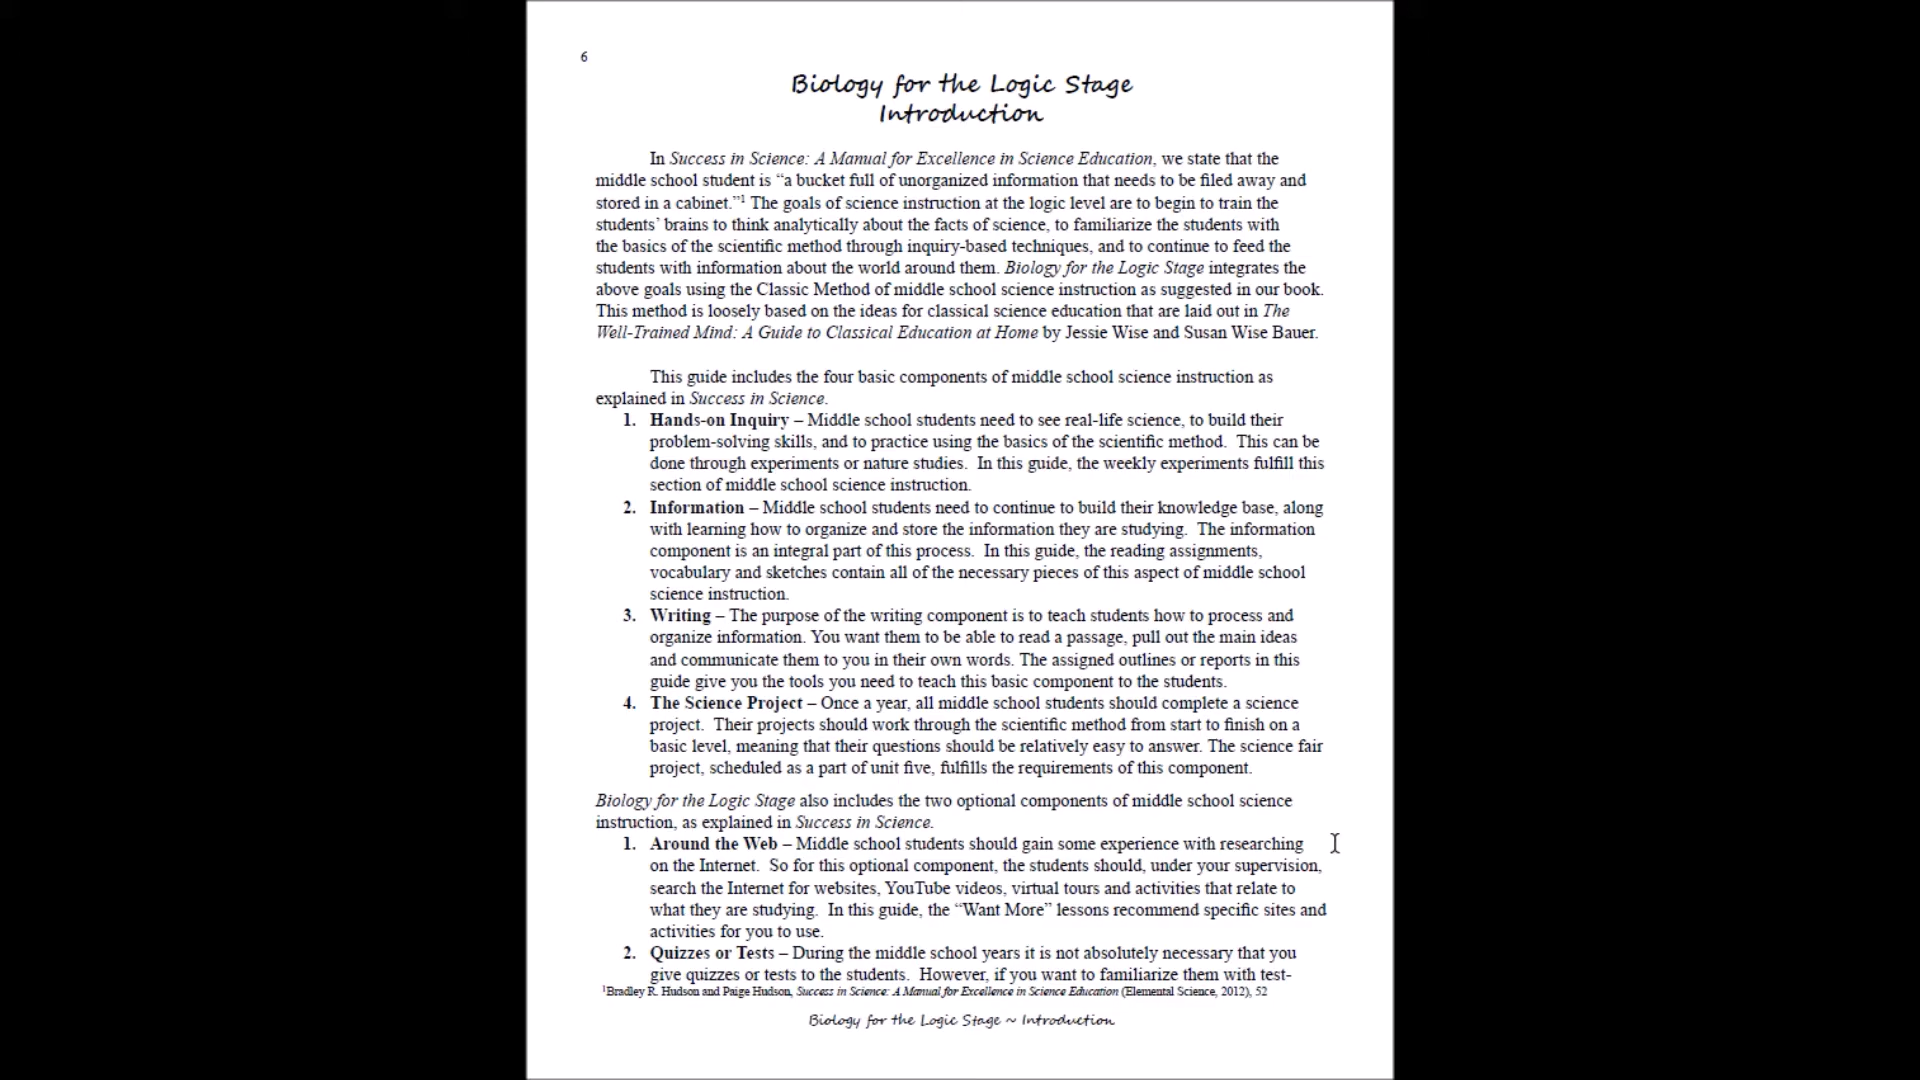 6
Biology for the Logic Stage
Introduction
In Success in Science: A Manual for Excellence in Science Education, we state that the
middle school student is “a bucket full of unorganized information that needs to be filed away and
stored in a cabinet.”1 The goals of science instruction at the logic level are to begin to train the
students’ brains to think analytically about the facts of science, to familiarize the students with
the basics of the scientific method through inquiry-based techniques, and to continue to feed the
students with information about the world around them. Biology for the Logic Stage integrates the
above goals using the Classic Method of middle school science instruction as suggested in our book.
This method is loosely based on the ideas for classical science education that are laid out in The
Well-Trained Mind: A Guide to Classical Education at Home by Jessie Wise and Susan Wise Bauer.
This guide includes the four basic components of middle school science instruction as
explained in Success in Science.
1. Hands-on Inquiry – Middle school students need to see real-life science, to build their
problem-solving skills, and to practice using the basics of the scientific method. This can be
done through experiments or nature studies. In this guide, the weekly experiments fulfill this
section of middle school science instruction.
2. Information – Middle school students need to continue to build their knowledge base, along
with learning how to organize and store the information they are studying. The information
component is an integral part of this process. In this guide, the reading assignments,
vocabulary and sketches contain all of the necessary pieces of this aspect of middle school
science instruction.
3. Writing – The purpose of the writing component is to teach students how to process and
organize information. You want them to be able to read a passage, pull out the main ideas
and communicate them to you in their own words. The assigned outlines or reports in this
guide give you the tools you need to teach this basic component to the students.
4. The Science Project – Once a year, all middle school students should complete a science
project. Their projects should work through the scientific method from start to finish on a
basic level, meaning that their questions should be relatively easy to answer. The science fair
project, scheduled as a part of unit five, fulfills the requirements of this component.
Biology for the Logic Stage also includes the two optional components of middle school science
instruction, as explained in Success in Science.
1. Around the Web – Middle school students should gain some experience with researching
on the Internet. So for this optional component, the students should, under your supervision,
search the Internet for websites, YouTube videos, virtual tours and activities that relate to
what they are studying. In this guide, the “Want More” lessons recommend specific sites and
activities for you to use.
2. Quizzes or Tests – During the middle school years it is not absolutely necessary that you
give quizzes or tests to the students. However, if you want to familiarize them with test-
1Bradley R. Hudson and Paige Hudson, Success in Science: A Manual for Excellence in Science Education (Elemental Science, 2012), 52
Biology for the Logic Stage ~ Introduction